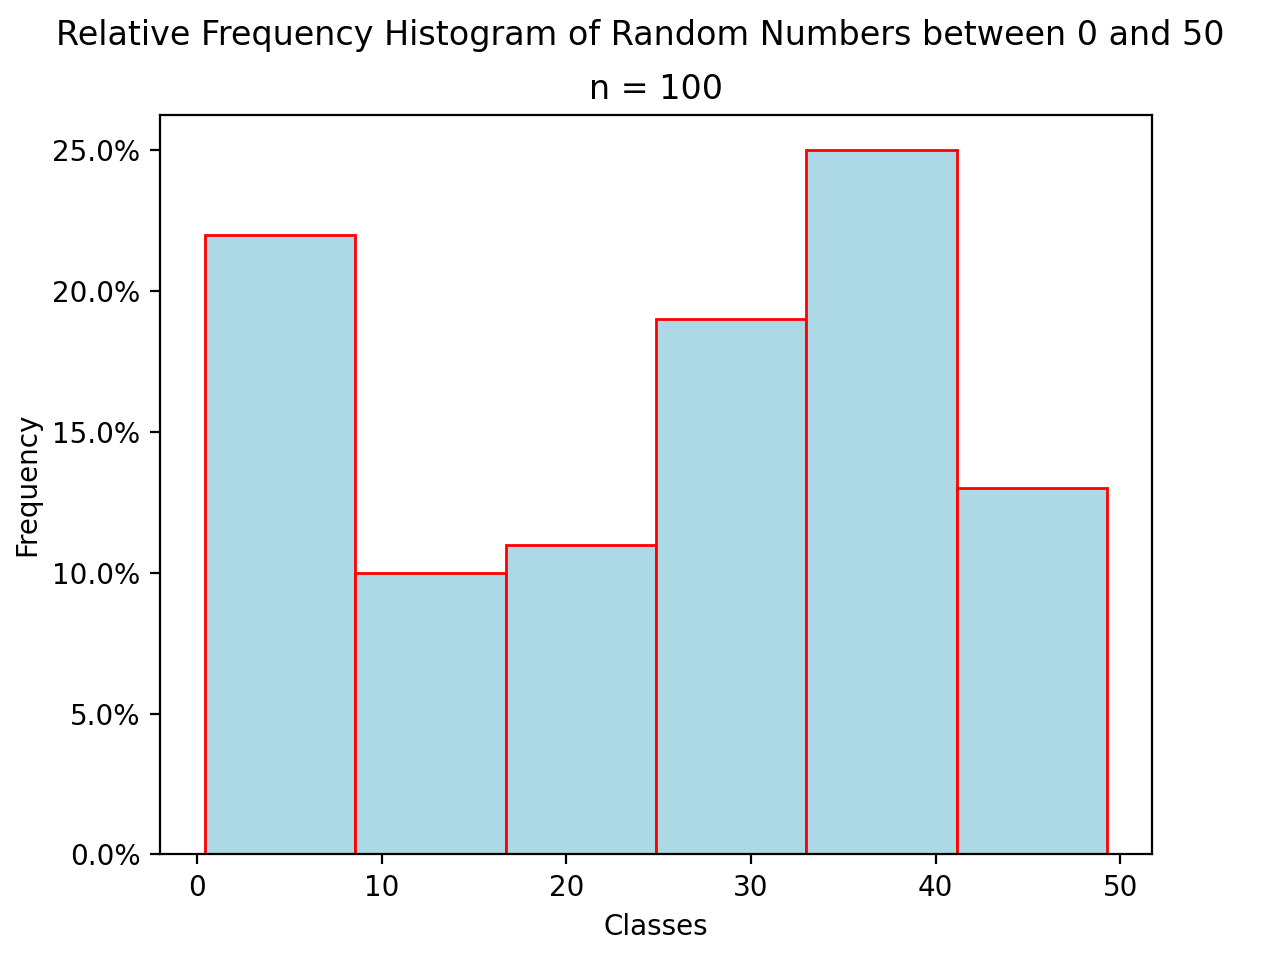 Relative Frequency Histogram of Random Numbers between 0 and 50
n = 100
25.0%
20.0%
15.0%
10.0%
5.0%
0.0%
Frequency
0 10 20 30 40 50
Classes